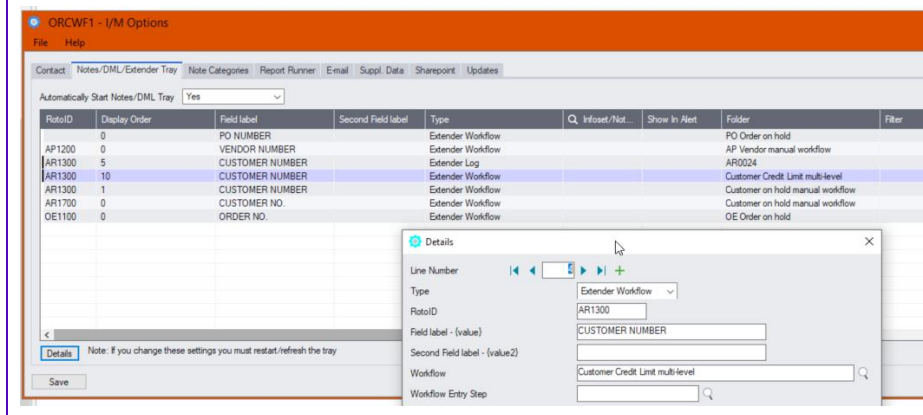 ORCWF1 - I/M Options
File Help
Contact Notes/DML/Extender Tray Note Categories Report Runner E-mail Suppl. Data Sharepoint Updates
Automatically Start Notes/DML Tray Yes
RotoID Display Order Field label Second Field label Type Infoset/Not... Show In Alert Folder Filter
0 PO NUMBER Extender Workflow PO Order on hold
AP1200 0 VENDOR NUMBER Extender Workflow AP Vendor manual workflow
AR1300 5 CUSTOMER NUMBER Extender Log AR0024
AR1300 10 CUSTOMER NUMBER Extender Workflow Customer Credit Limit multi-level
AR1300 1 CUSTOMER NUMBER Extender Workflow Customer on hold manual workflow
AR1700 0 CUSTOMER NO. Extender Workflow Customer on hold manual workflow
OE1100 0 ORDER NO. Extender Workflow OE Order on hold
Details
Line Number 4
Type Extender Workflow
RotoID AR1300
Field label - {value} CUSTOMER NUMBER
Second Field label - {value2}
Workflow Customer Credit Limit multi-level
Workflow Entry Step
Details Note: If you change these settings you must restart/refresh the tray
Save